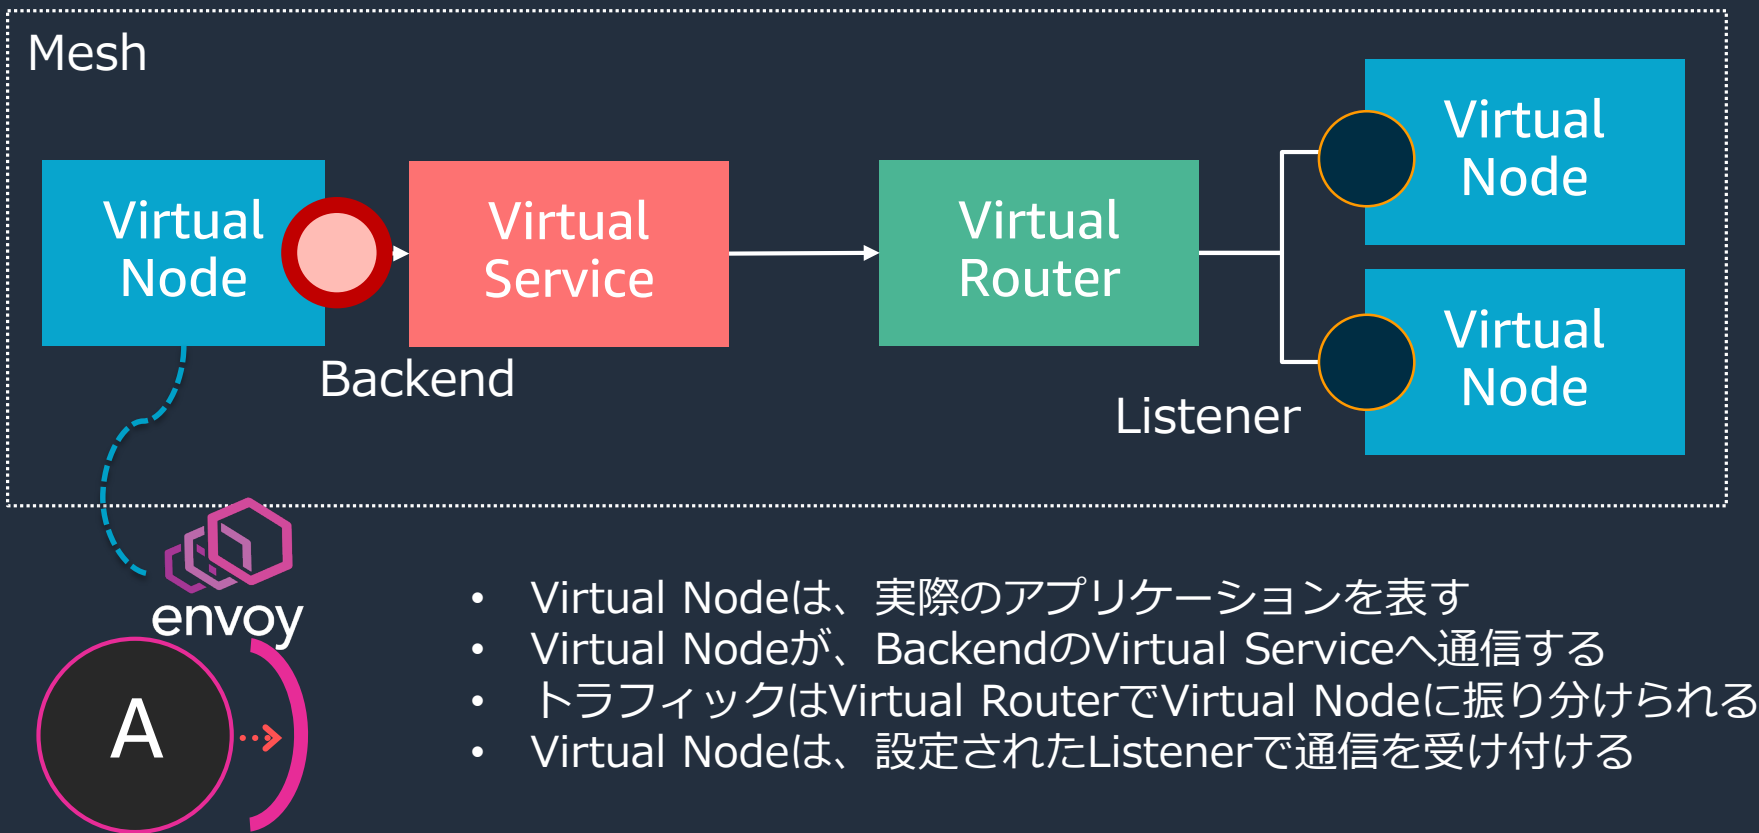 Mesh
Virtual
Node
Virtual
Service
Virtual
Router
Virtual
Node
Virtual
Node
Backend
Listener
envoy
A
• Virtual Nodeは、実際のアプリケーションを表す
• Virtual Nodeが、BackendのVirtual Serviceへ通信する
• トラフィックはVirtual RouterでVirtual Nodeに振り分けられる
• Virtual Nodeは、設定されたListenerで通信を受け付ける